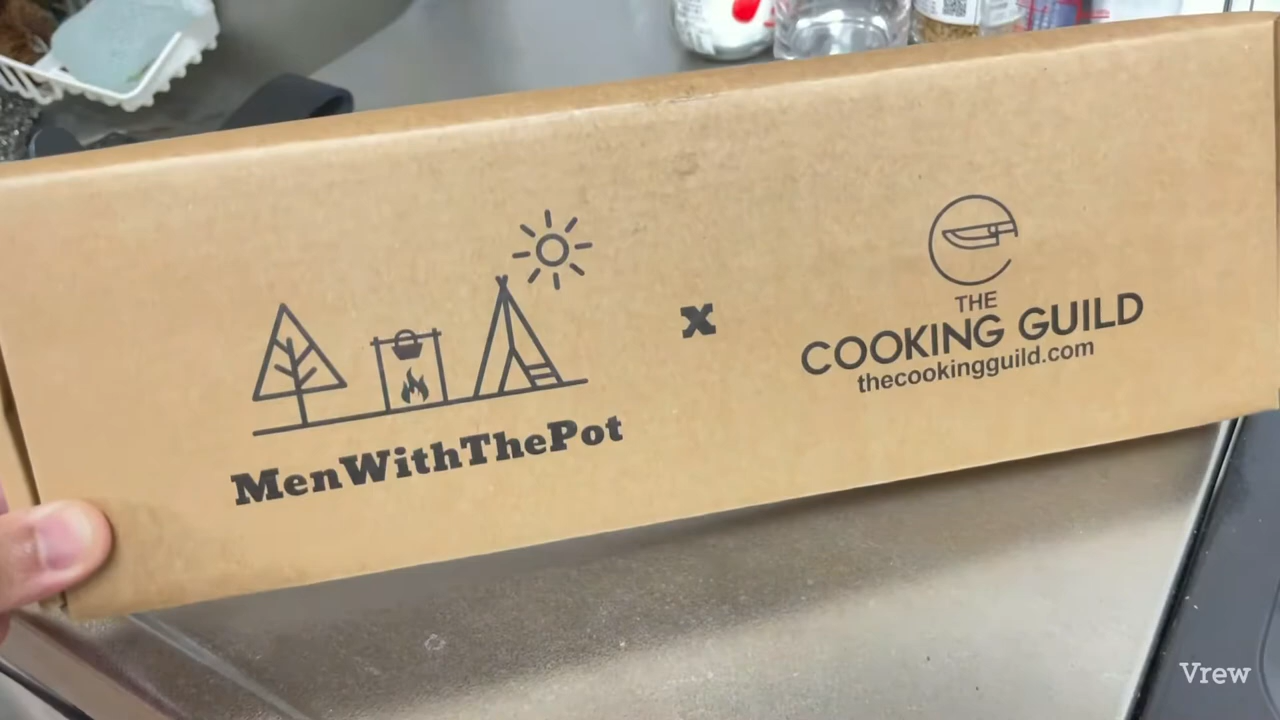 MenWithThePot
x
THE
COOKING GUILD
thecookingguild.com
Vrew